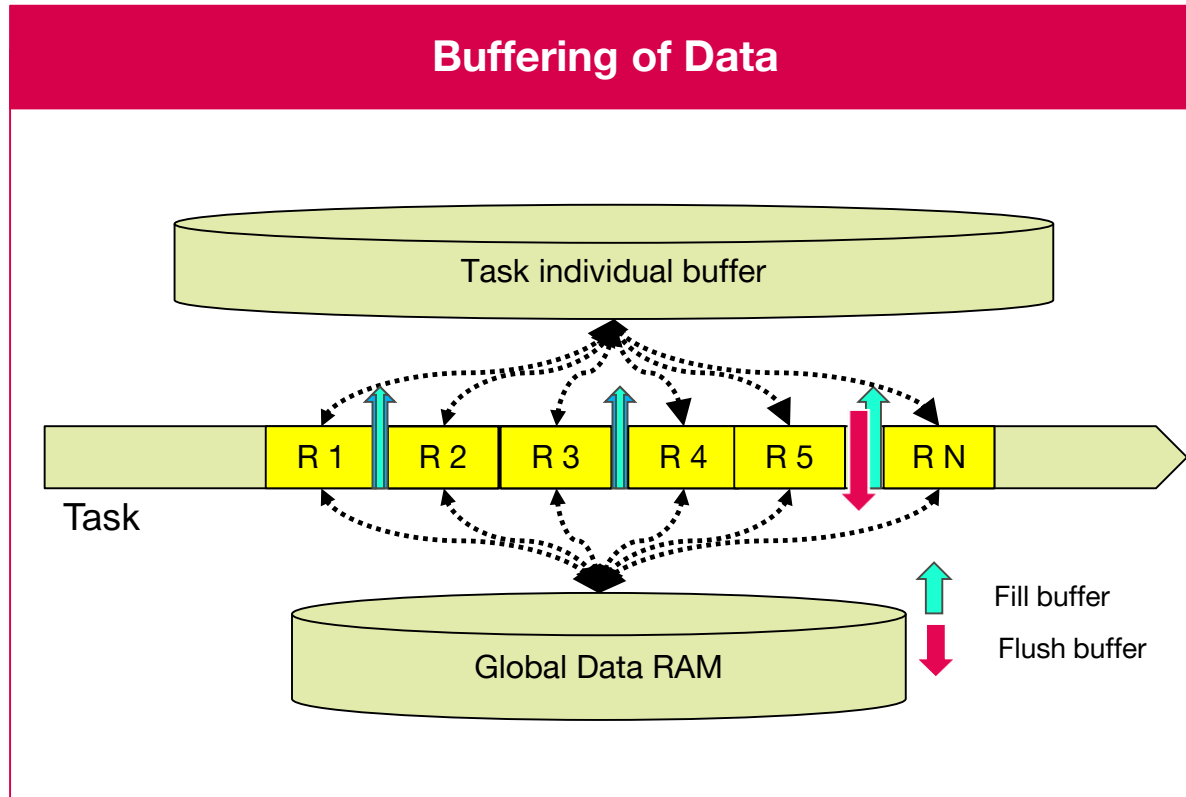 Buffering of Data
Task individual buffer
R 1
R 2
R 3
R 4
R 5
R N
Task
Fill buffer
Flush buffer
Global Data RAM